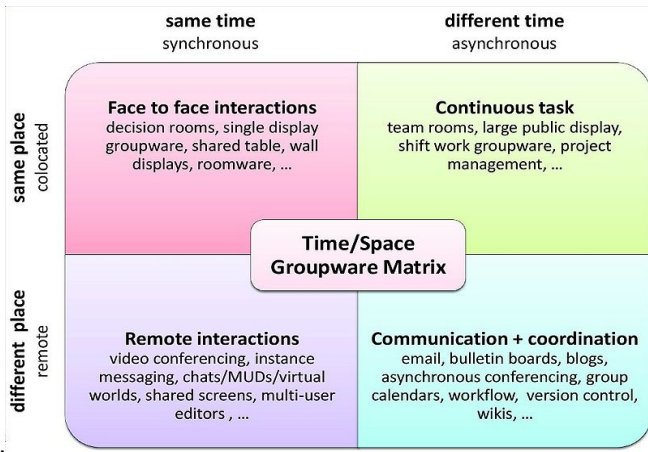 same time
synchronous
different time
asynchronous
same place
colocated
Face to face interactions
decision rooms, single display
groupware, shared table, wall
displays, roomware, ...
Continuous task
team rooms, large public display,
shift work groupware, project
management, ...
Time/Space
Groupware Matrix
different place
remote
Remote interactions
video conferencing, instance
messaging, chats/MUDs/virtual
worlds, shared screens, multi-user
editors , ...
Communication + coordination
email, bulletin boards, blogs,
asynchronous conferencing, group
calendars, workflow, version control,
wikis, ...